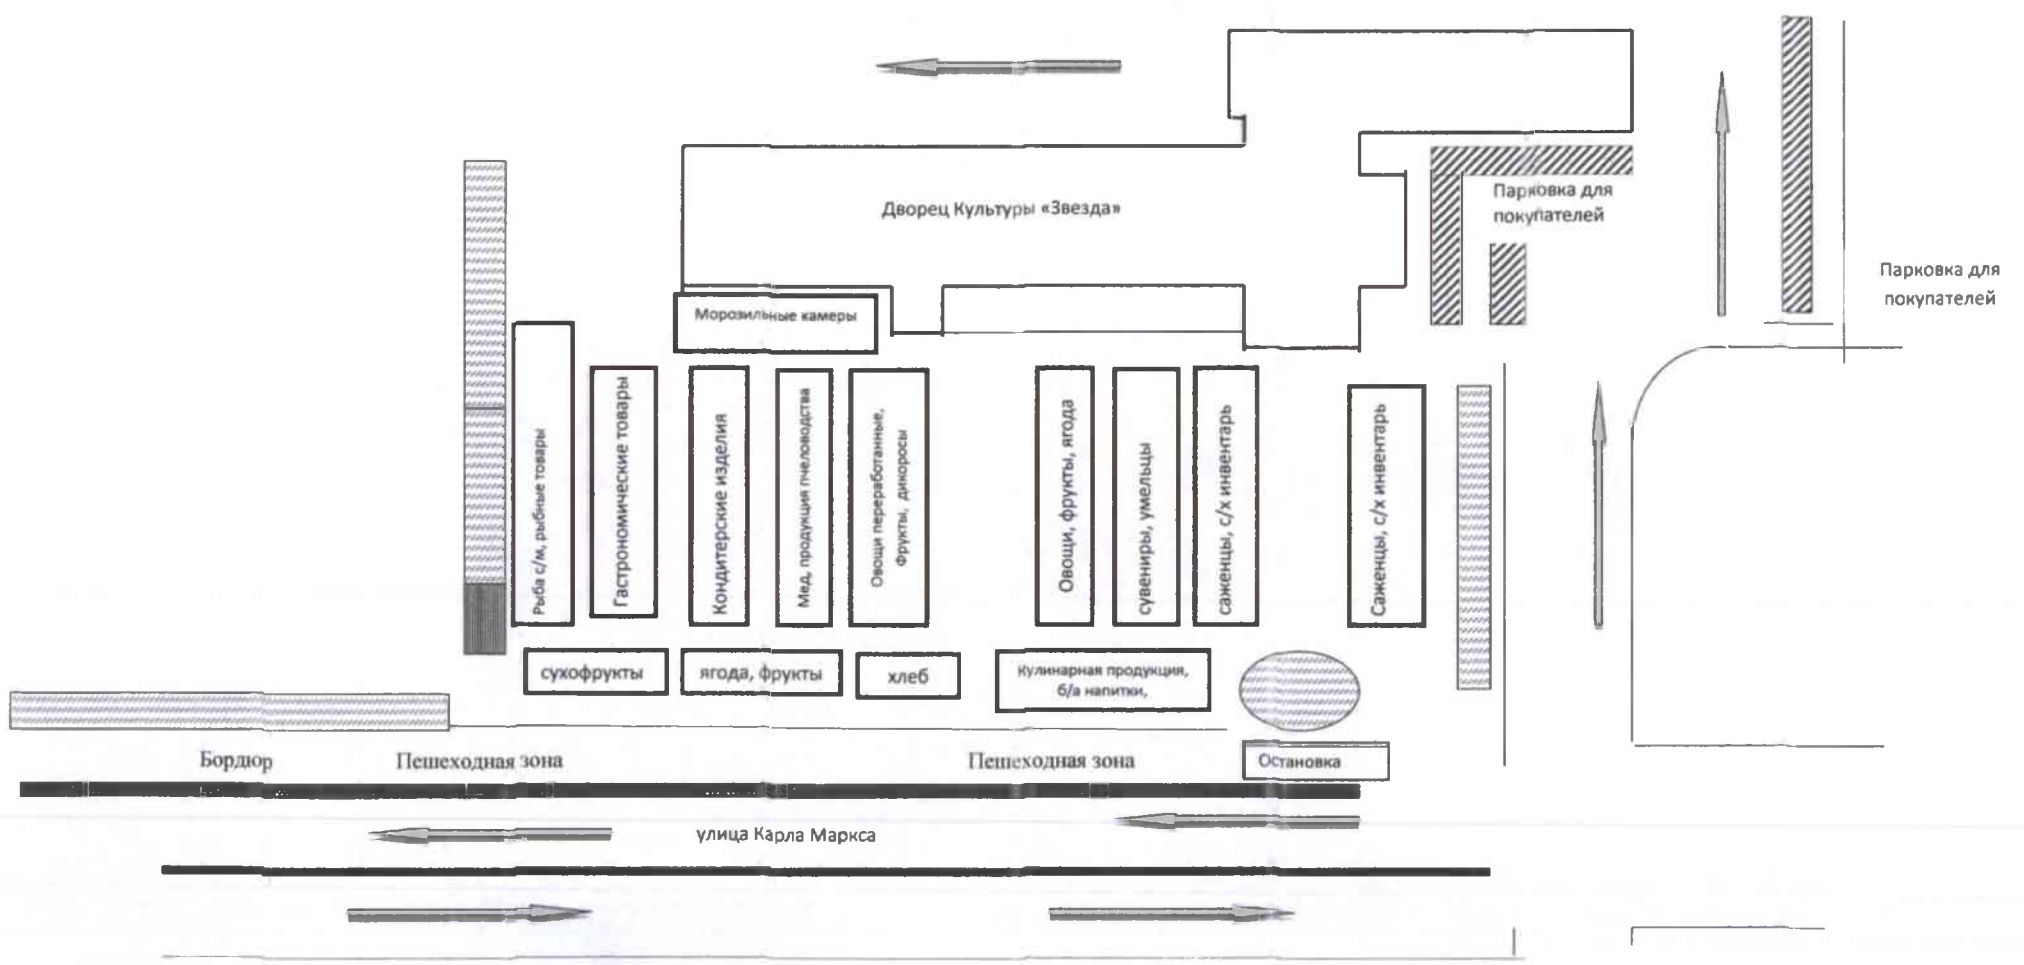 Дворец Культуры «Звезда»
Парковка для
покупателей
Парковка для
покупателей
Морозильные камеры
Рыба с/м, рыбные товары
Гастрономические товары
Кондитерские изделия
Мед, продукция пчеловодства
Овощи переработанные,
Фрукты, дикоросы
Овощи, фрукты, ягода
сувениры, умельцы
саженцы, с/х инвентарь
Саженцы, с/х инвентарь
сухофрукты
ягода, фрукты
хлеб
Кулинарная продукция,
б/а напитки,
Бордюр
Пешеходная зона
Пешеходная зона
Остановка
улица Карла Маркса